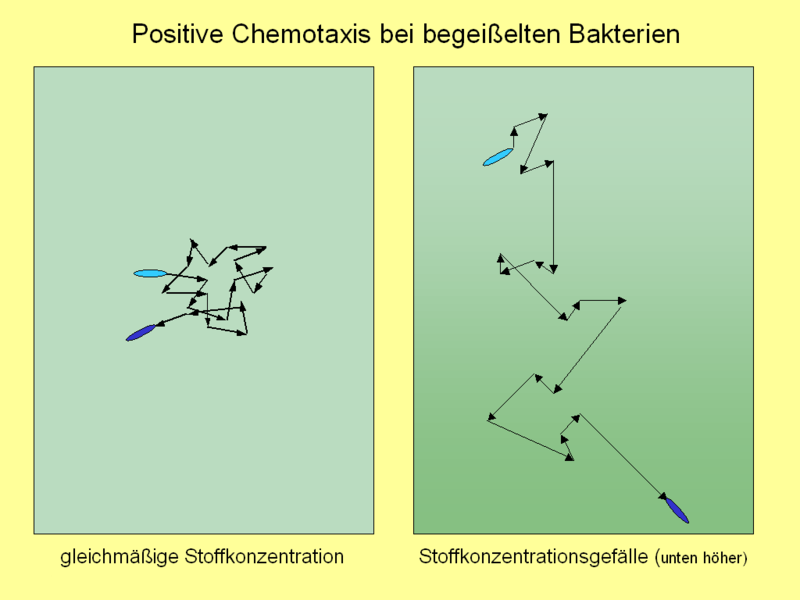 Positive Chemotaxis bei begeißelten Bakterien
gleichmäßige Stoffkonzentration
Stoffkonzentrationsgefälle (unten höher)